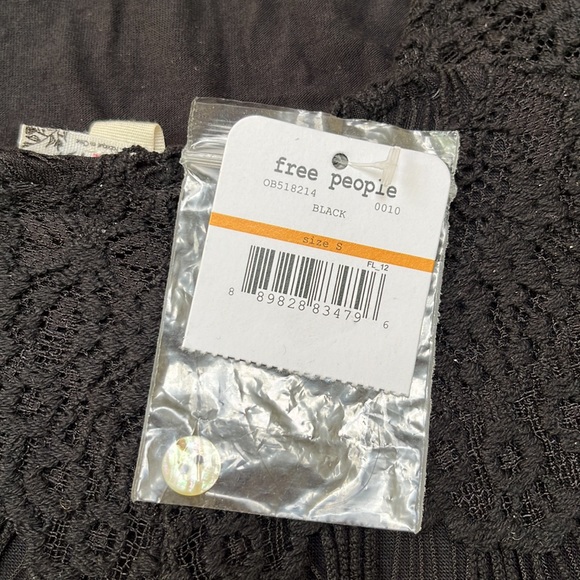 free people
OB518214 0010
BLACK
size S
FL_12
8 89828 83479 6